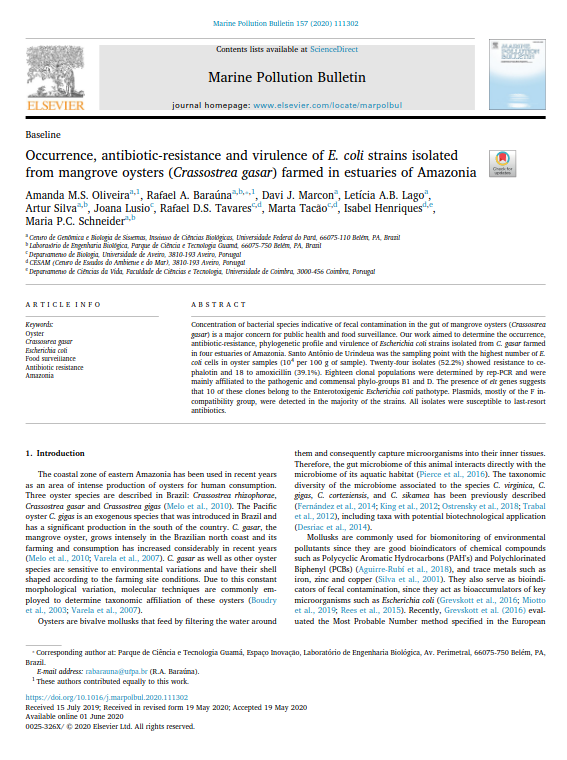 Marine Pollution Bulletin 157 (2020) 111302
Contents lists available at ScienceDirect
Marine Pollution Bulletin
journal homepage: www.elsevier.com/locate/marpolbul
ELSEVIER
MARINE POLLUTION BULLETIN
Baseline
Occurrence, antibiotic-resistance and virulence of E. coli strains isolated
from mangrove oysters (Crassostrea gasar) farmed in estuaries of Amazonia
Check for updates
Amanda M.S. Oliveira a,1, Rafael A. Baraúna a,b,*,1, Davi J. Marcon a, Letícia A.B. Lago a,
Artur Silva a,b, Joana Lusio c, Rafael D.S. Tavares c,d, Marta Tacão c,d, Isabel Henriques d,e,
Maria P.C. Schneider a,b
a Centro de Genômica e Biologia de Sistemas, Instituto de Ciências Biológicas, Universidade Federal do Pará, 66075-110 Belém, PA, Brazil
b Laboratório de Engenharia Biológica, Parque de Ciência e Tecnologia Guamá, 66075-750 Belém, PA, Brazil
c Departamento de Biologia, Universidade de Aveiro, 3810-193 Aveiro, Portugal
d CESAM (Centro de Estudos do Ambiente e do Mar), 3810-193 Aveiro, Portugal
e Departamento de Ciências da Vida, Faculdade de Ciências e Tecnologia, Universidade de Coimbra, 3000-456 Coimbra, Portugal
ARTICLE INFO
Keywords:
Oyster
Crassostrea gasar
Escherichia coli
Food surveillance
Antibiotic resistance
Amazonia
ABSTRACT
Concentration of bacterial species indicative of fecal contamination in the gut of mangrove oysters (Crassostrea
gasar) is a major concern for public health and food surveillance. Our work aimed to determine the occurrence,
antibiotic-resistance, phylogenetic profile and virulence of Escherichia coli strains isolated from C. gasar farmed
in four estuaries of Amazonia. Santo Antônio de Urindeua was the sampling point with the highest number of E.
coli cells in oyster samples (10⁴ per 100 g of sample). Twenty-four isolates (52.2%) showed resistance to ce-
phalotin and 18 to amoxicillin (39.1%). Eighteen clonal populations were determined by rep-PCR and were
mainly affiliated to the pathogenic and commensal phylo-groups B1 and D. The presence of elt genes suggests
that 10 of these clones belong to the Enterotoxigenic Escherichia coli pathotype. Plasmids, mostly of the F in-
compatibility group, were detected in the majority of the strains. All isolates were susceptible to last-resort
antibiotics.
1. Introduction
The coastal zone of eastern Amazonia has been used in recent years
as an area of intense production of oysters for human consumption.
Three oyster species are described in Brazil: Crassostrea rhizophorae,
Crassostrea gasar and Crassostrea gigas (Melo et al., 2010). The Pacific
oyster C. gigas is an exogenous species that was introduced in Brazil and
has a significant production in the south of the country. C. gasar, the
mangrove oyster, grows intensely in the Brazilian north coast and its
farming and consumption has increased considerably in recent years
(Melo et al., 2010; Varela et al., 2007). C. gasar as well as other oyster
species are sensitive to environmental variations and have their shell
shaped according to the farming site conditions. Due to this constant
morphological variation, molecular techniques are commonly em-
ployed to determine taxonomic affiliation of these oysters (Boudry
et al., 2003; Varela et al., 2007).
Oysters are bivalve mollusks that feed by filtering the water around
them and consequently capture microorganisms into their inner tissues.
Therefore, the gut microbiome of this animal interacts directly with the
microbiome of its aquatic habitat (Pierce et al., 2016). The taxonomic
diversity of the microbiome associated to the species C. virginica, C.
gigas, C. corteziensis, and C. sikamea has been previously described
(Fernández et al., 2014; King et al., 2012; Ostrensky et al., 2018; Trabal
et al., 2012), including taxa with potential biotechnological application
(Desriac et al., 2014).
Mollusks are commonly used for biomonitoring of environmental
pollutants since they are good bioindicators of chemical compounds
such as Polycyclic Aromatic Hydrocarbons (PAH's) and Polychlorinated
Biphenyl (PCBs) (Aguirre-Rubí et al., 2018), and trace metals such as
iron, zinc and copper (Silva et al., 2001). They also serve as bioindi-
cators of fecal contamination, since they act as bioaccumulators of key
microorganisms such as Escherichia coli (Grevskott et al., 2016; Miotto
et al., 2019; Rees et al., 2015). Recently, Grevskott et al. (2016) eval-
uated the Most Probable Number method specified in the European
* Corresponding author at: Parque de Ciência e Tecnologia Guamá, Espaço Inovação, Laboratório de Engenharia Biológica, Av. Perimetral, 66075-750 Belém, PA,
Brazil.
E-mail address: rabarauna@ufpa.br (R.A. Baraúna).
1 These authors contributed equally to this work.
https://doi.org/10.1016/j.marpolbul.2020.111302
Received 15 July 2019; Received in revised form 19 May 2020; Accepted 19 May 2020
Available online 01 June 2020
0025-326X/ © 2020 Elsevier Ltd. All rights reserved.